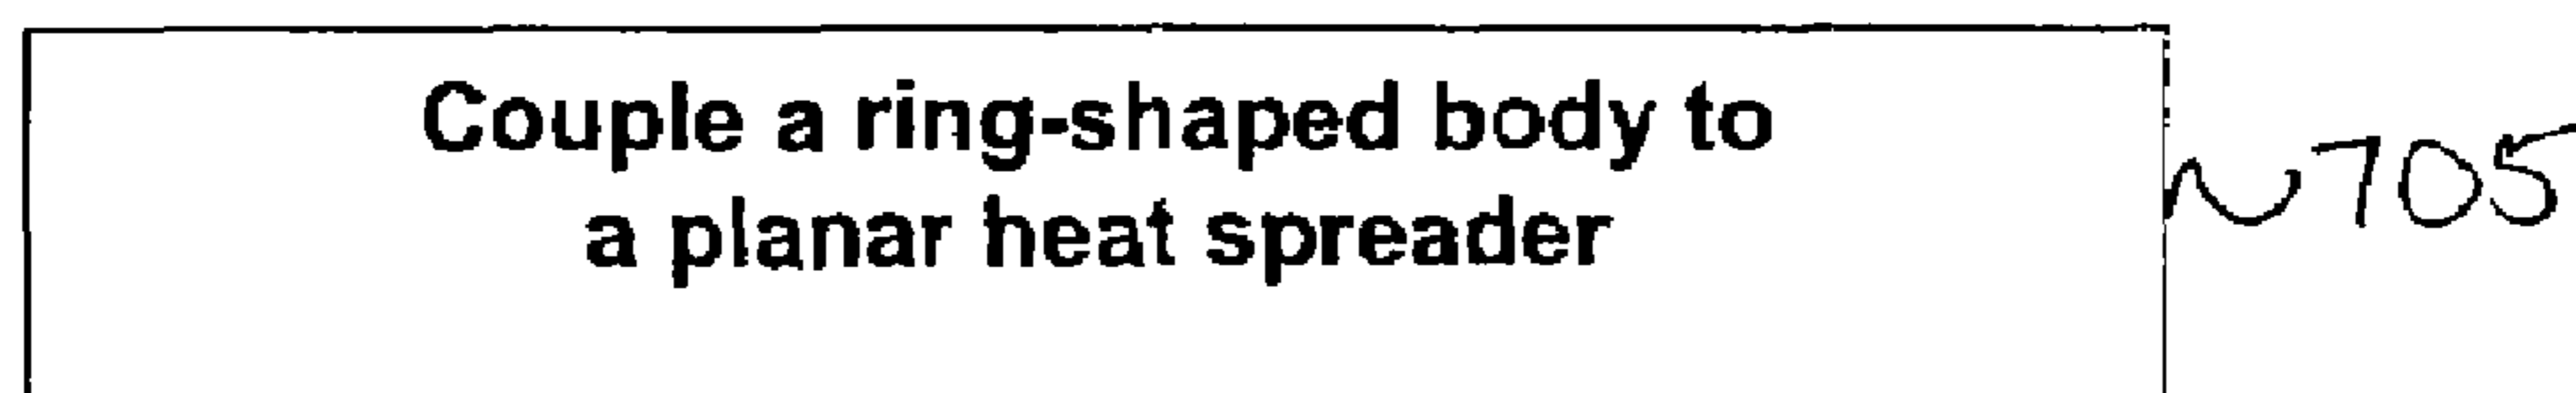 Couple a ring-shaped body to
a planar heat spreader
705